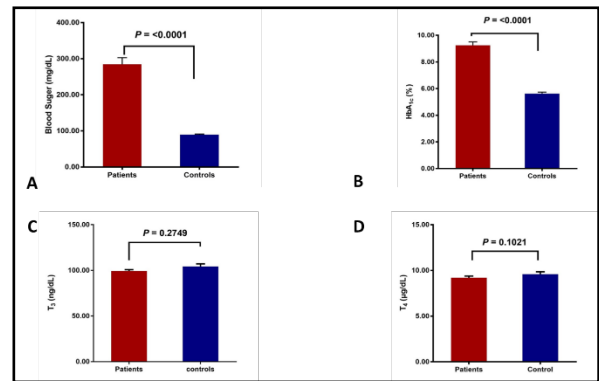 P = <0.0001
400.00
300.00
200.00
100.00
0.00
Blood Suger (mg/dL)
Patients
Controls
A
P = <0.0001
10.00
8.00
6.00
4.00
2.00
0.00
HbA1c (%)
Patients
Controls
B
C
P = 0.2749
150.00
100.00
50.00
0.00
T3 (ng/dL)
Patients
controls
D
P = 0.1021
15.00
10.00
5.00
0.00
T4 (µg/dL)
Patients
Control